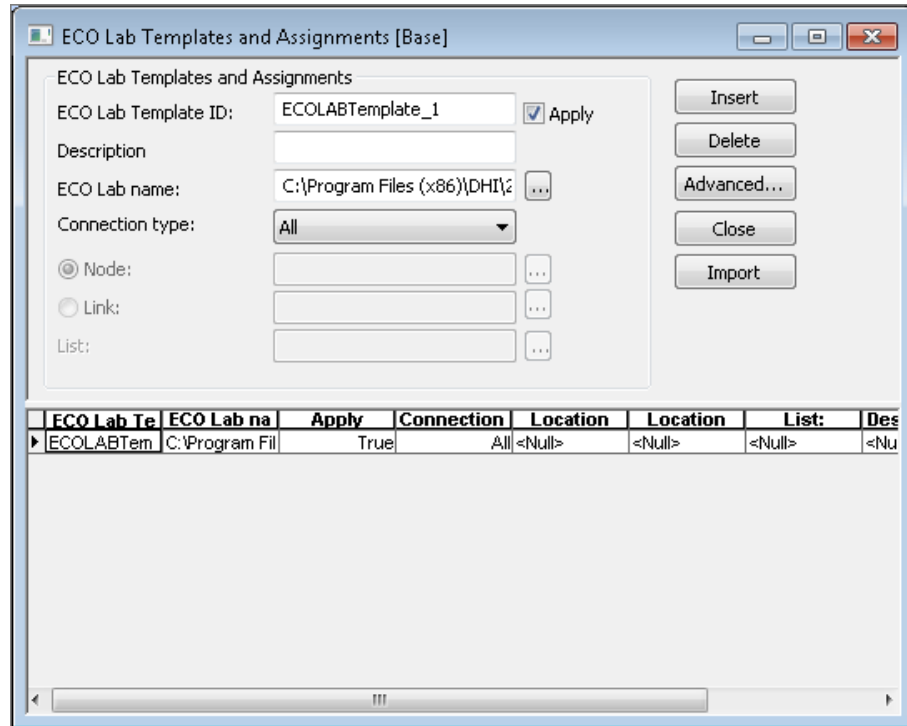 ECO Lab Templates and Assignments [Base]
ECO Lab Templates and Assignments
ECO Lab Template ID: ECOLABTemplate_1 Apply Insert
Description Delete
ECO Lab name: C:\Program Files (x86)\DHI\2 ... Advanced...
Connection type: All Close
Node: ... Import
Link: ...
List: ...
ECO Lab Te ECO Lab na Apply Connection Location Location List: Des
ECOLABTem C:\Program Fil True All <Null> <Null> <Null> <Nu